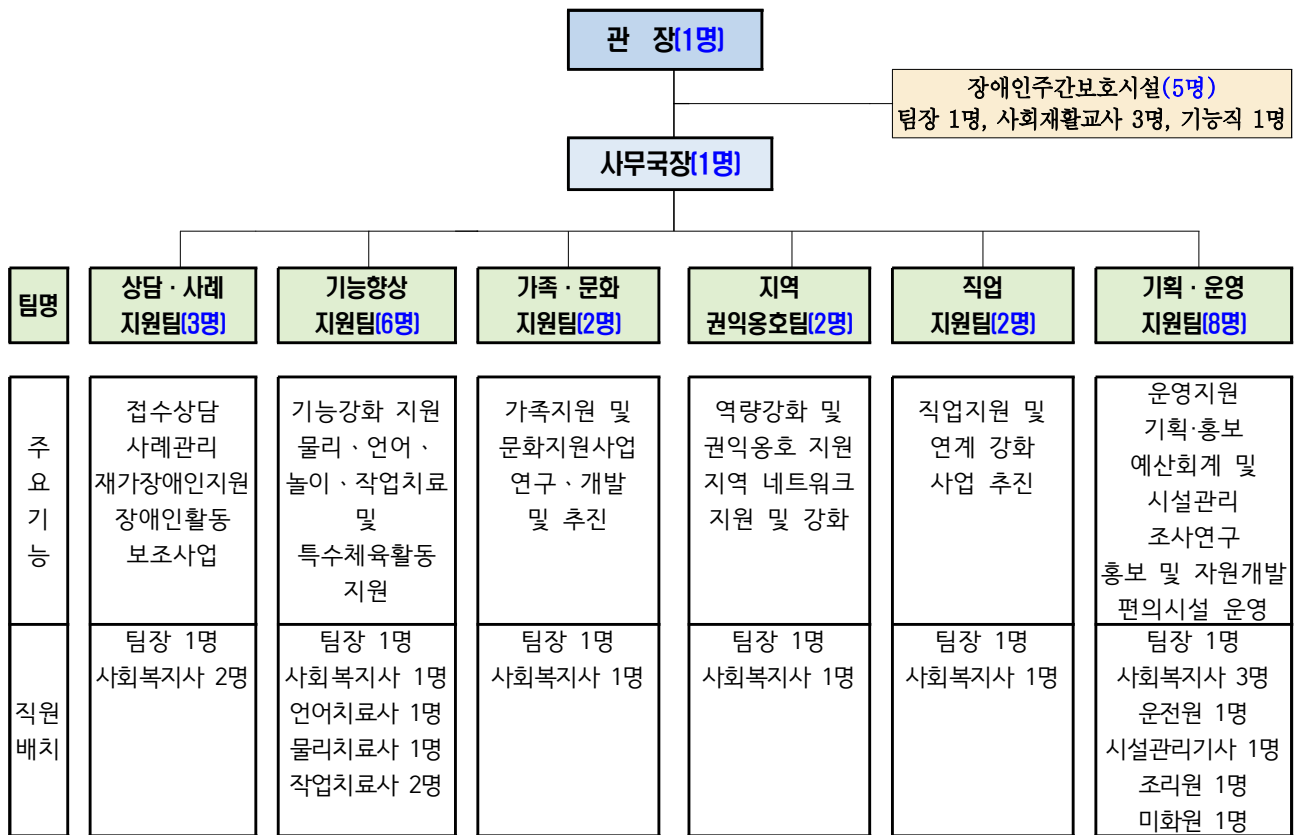 관 장(1명)
장애인주간보호시설(5명)
팀장 1명, 사회재활교사 3명, 기능직 1명
사무국장(1명)
팀명
상담·사례
지원팀(3명)
기능향상
지원팀(6명)
가족·문화
지원팀(2명)
지역
권익옹호팀(2명)
직업
지원팀(2명)
기획·운영
지원팀(8명)
주
요
기
능
접수상담
사례관리
재가장애인지원
장애인활동
보조사업
기능강화 지원
물리、언어、
놀이、작업치료
및
특수체육활동
지원
가족지원 및
문화지원사업
연구、개발
및 추진
역량강화 및
권익옹호 지원
지역 네트워크
지원 및 강화
직업지원 및
연계 강화
사업 추진
운영지원
기획·홍보
예산회계 및
시설관리
조사연구
홍보 및 자원개발
편의시설 운영
직원
배치
팀장 1명
사회복지사 2명
팀장 1명
사회복지사 1명
언어치료사 1명
물리치료사 1명
작업치료사 2명
팀장 1명
사회복지사 1명
팀장 1명
사회복지사 1명
팀장 1명
사회복지사 1명
팀장 1명
사회복지사 3명
운전원 1명
시설관리기사 1명
조리원 1명
미화원 1명